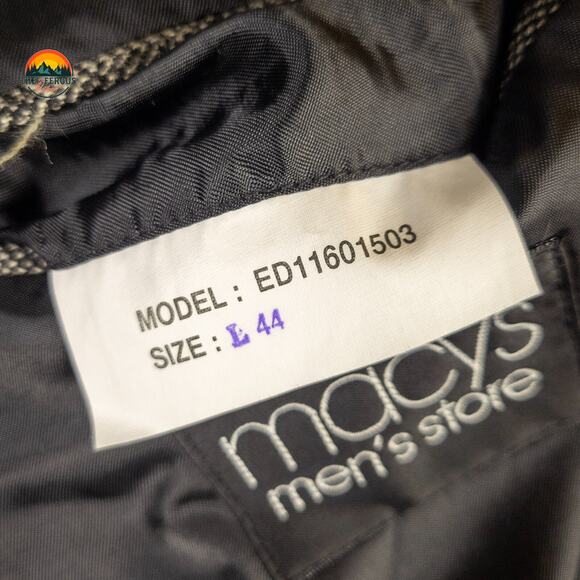 MODEL : ED11601503
SIZE : L 44
macys
men's store